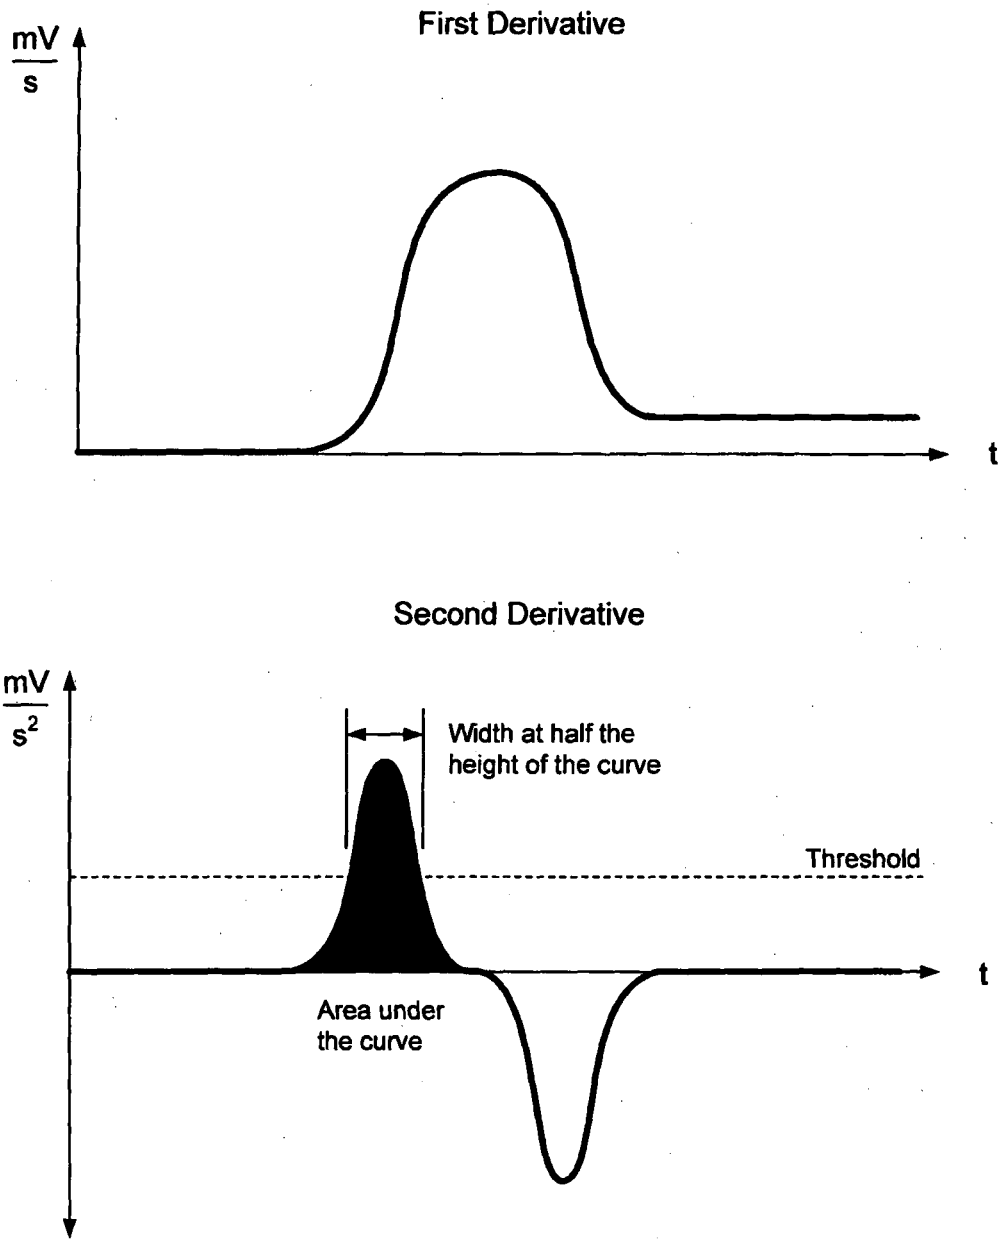 First Derivative
mV
s
t
Second Derivative
mV
s²
Width at half the
height of the curve
Threshold
t
Area under
the curve